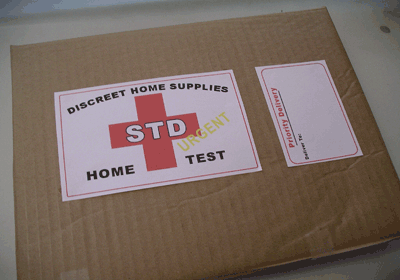 DISCREET HOME SUPPLIES
STD
URGENT
HOME TEST
Priority Delivery
Deliver To: